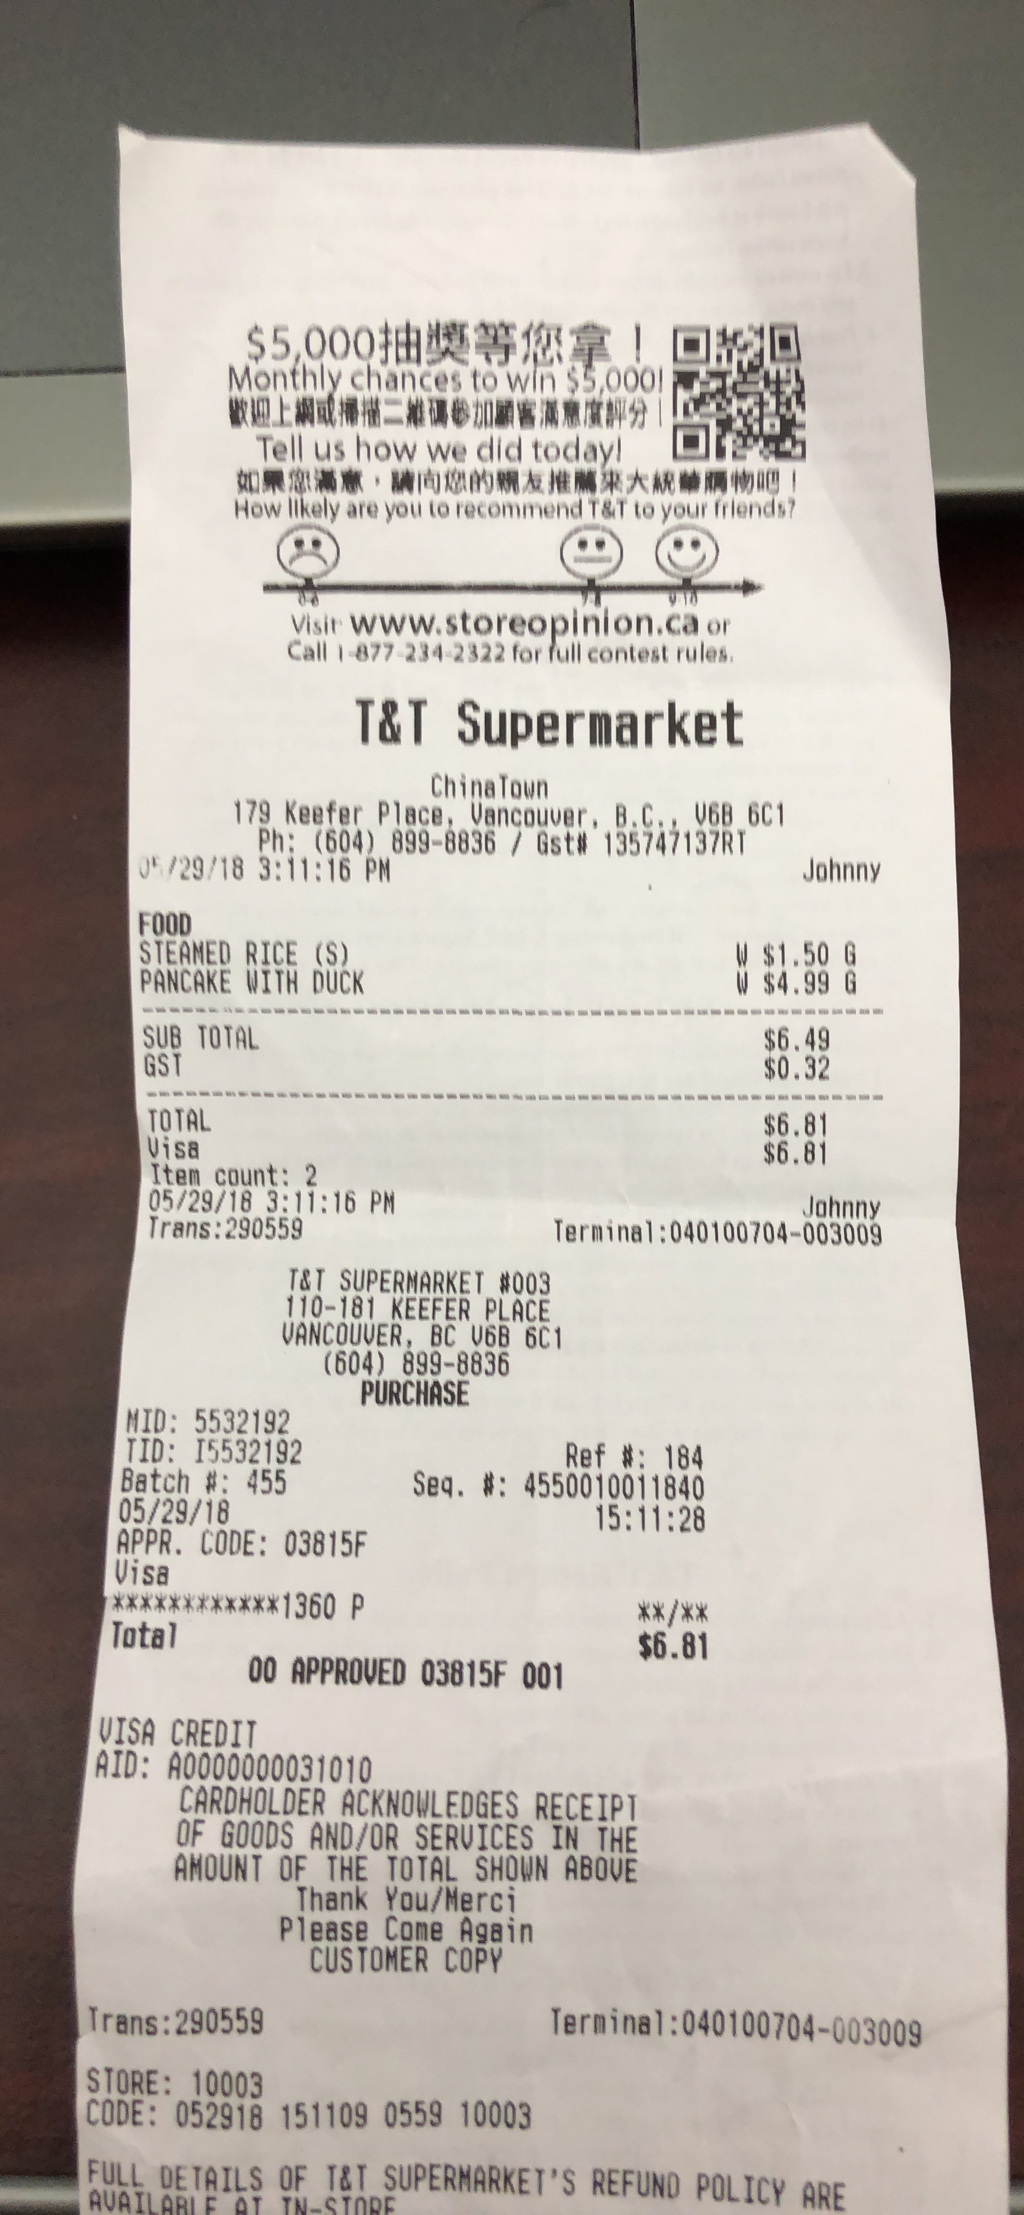 $5,000抽獎等您拿！
Monthly chances to win $5,000!
歡迎上網或掃描二維碼參加顧客滿意度評分！
Tell us how we did today!
如果您滿意，請向您的親友推薦來大統華購物吧！
How likely are you to recommend T&T to your friends?
0-6 7-8 9-10
Visit www.storeopinion.ca or
Call 1-877-234-2322 for full contest rules.
T&T Supermarket
ChinaTown
179 Keefer Place, Vancouver, B.C., V6B 6C1
Ph: (604) 899-8836 / Gst# 135747137RT
05/29/18 3:11:16 PM Johnny
FOOD
STEAMED RICE (S) W $1.50 G
PANCAKE WITH DUCK W $4.99 G
SUB TOTAL $6.49
GST $0.32
TOTAL $6.81
Visa $6.81
Item count: 2
05/29/18 3:11:16 PM Johnny
Trans:290559 Terminal:040100704-003009
T&T SUPERMARKET #003
110-181 KEEFER PLACE
VANCOUVER, BC V6B 6C1
(604) 899-8836
PURCHASE
MID: 5532192
TID: I5532192 Ref #: 184
Batch #: 455 Seq. #: 4550010011840
05/29/18 15:11:28
APPR. CODE: 03815F
Visa
************1360 P **/**
Total $6.81
00 APPROVED 03815F 001
VISA CREDIT
AID: A0000000031010
CARDHOLDER ACKNOWLEDGES RECEIPT
OF GOODS AND/OR SERVICES IN THE
AMOUNT OF THE TOTAL SHOWN ABOVE
Thank You/Merci
Please Come Again
CUSTOMER COPY
Trans:290559 Terminal:040100704-003009
STORE: 10003
CODE: 052918 151109 0559 10003
FULL DETAILS OF T&T SUPERMARKET'S REFUND POLICY ARE
AVAILABLE AT IN-STORE